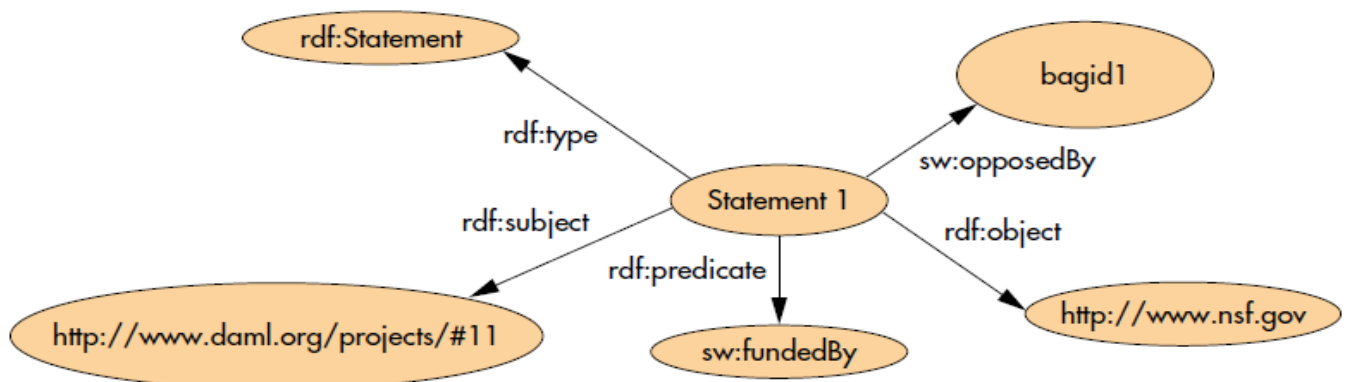 rdf:Statement
bagid1
rdf:type
sw:opposedBy
Statement 1
rdf:subject
rdf:object
rdf:predicate
http://www.daml.org/projects/#11
http://www.nsf.gov
sw:fundedBy